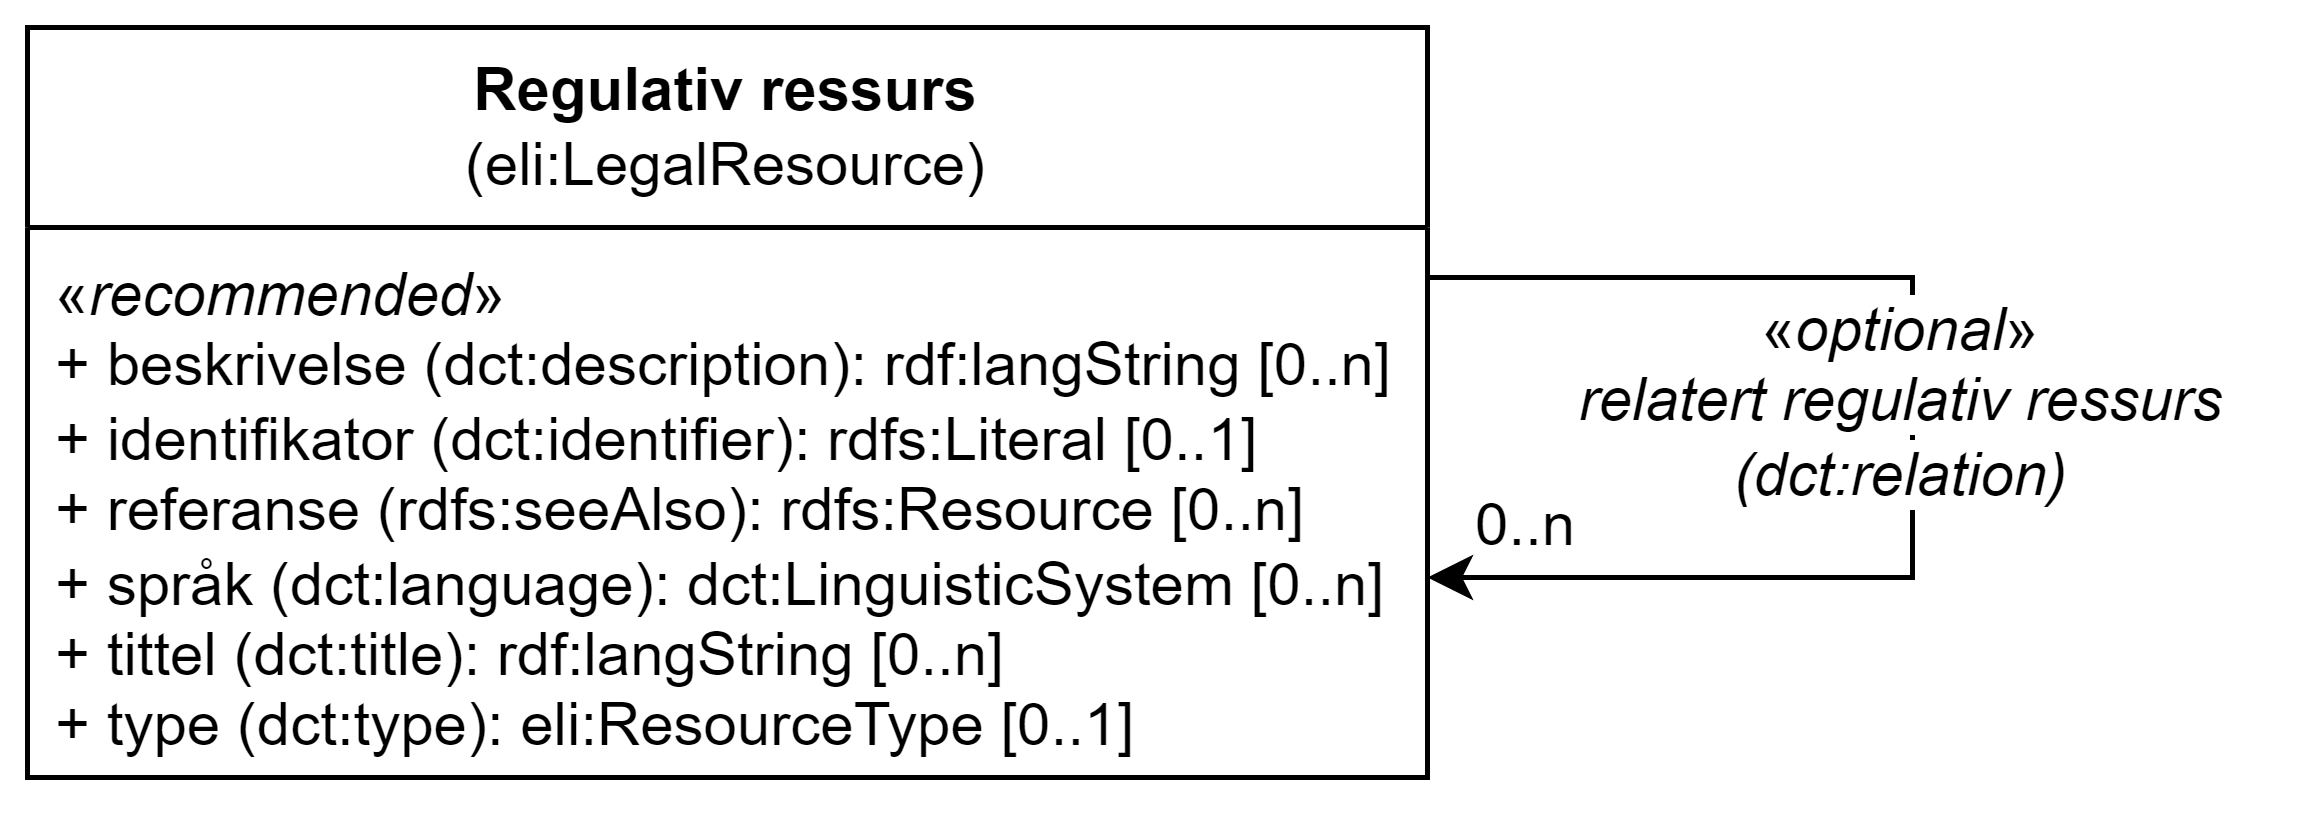 Regulativ ressurs
(eli:LegalResource)
«recommended»
+ beskrivelse (dct:description): rdf:langString [0..n]
+ identifikator (dct:identifier): rdfs:Literal [0..1]
+ referanse (rdfs:seeAlso): rdfs:Resource [0..n]
+ språk (dct:language): dct:LinguisticSystem [0..n]
+ tittel (dct:title): rdf:langString [0..n]
+ type (dct:type): eli:ResourceType [0..1]
«optional»
relatert regulativ ressurs
(dct:relation)
0..n